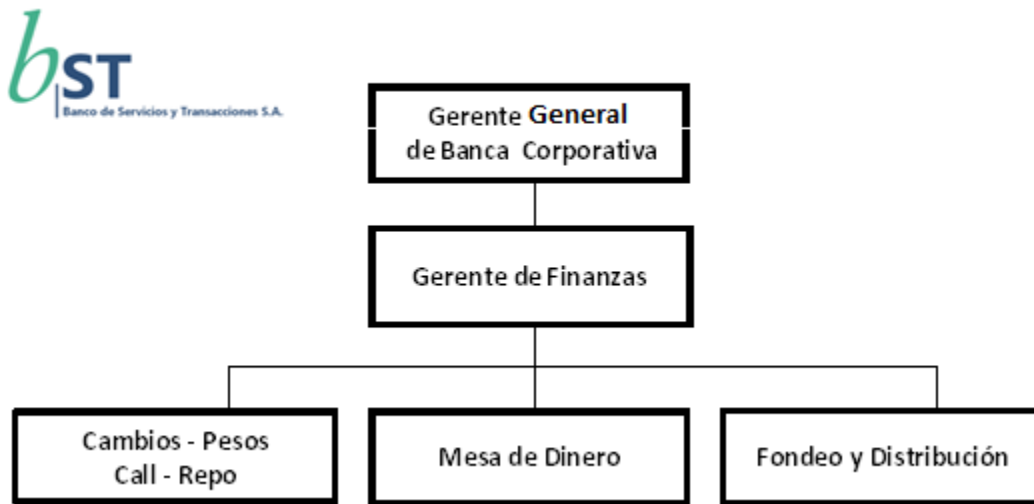 bST
Banco de Servicios y Transacciones S.A.
Gerente General
de Banca Corporativa
Gerente de Finanzas
Cambios - Pesos
Call - Repo
Mesa de Dinero
Fondeo y Distribución